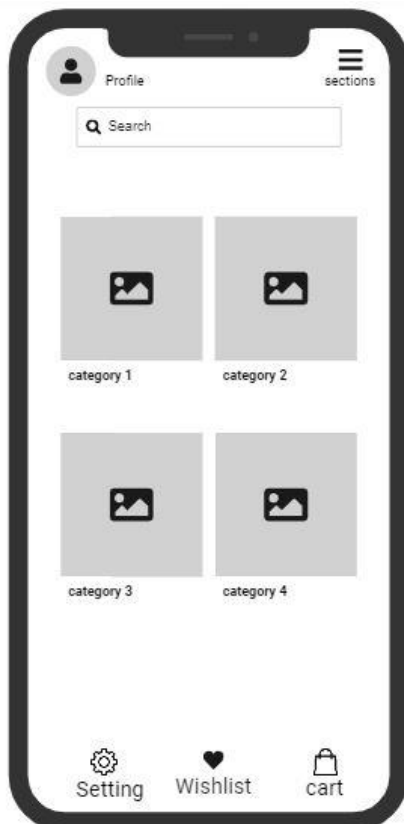 Profile
sections
Search
category 1
category 2
category 3
category 4
Setting
Wishlist
cart